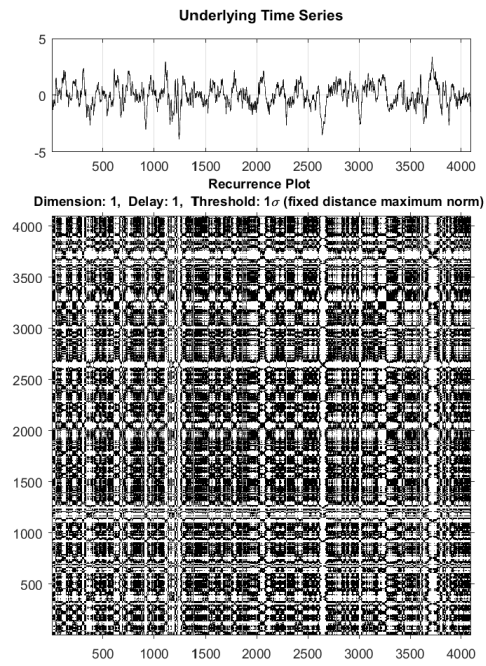 Underlying Time Series
5
0
-5
500 1000 1500 2000 2500 3000 3500 4000
Recurrence Plot
Dimension: 1, Delay: 1, Threshold: 1σ (fixed distance maximum norm)
4000
3500
3000
2500
2000
1500
1000
500
500 1000 1500 2000 2500 3000 3500 4000